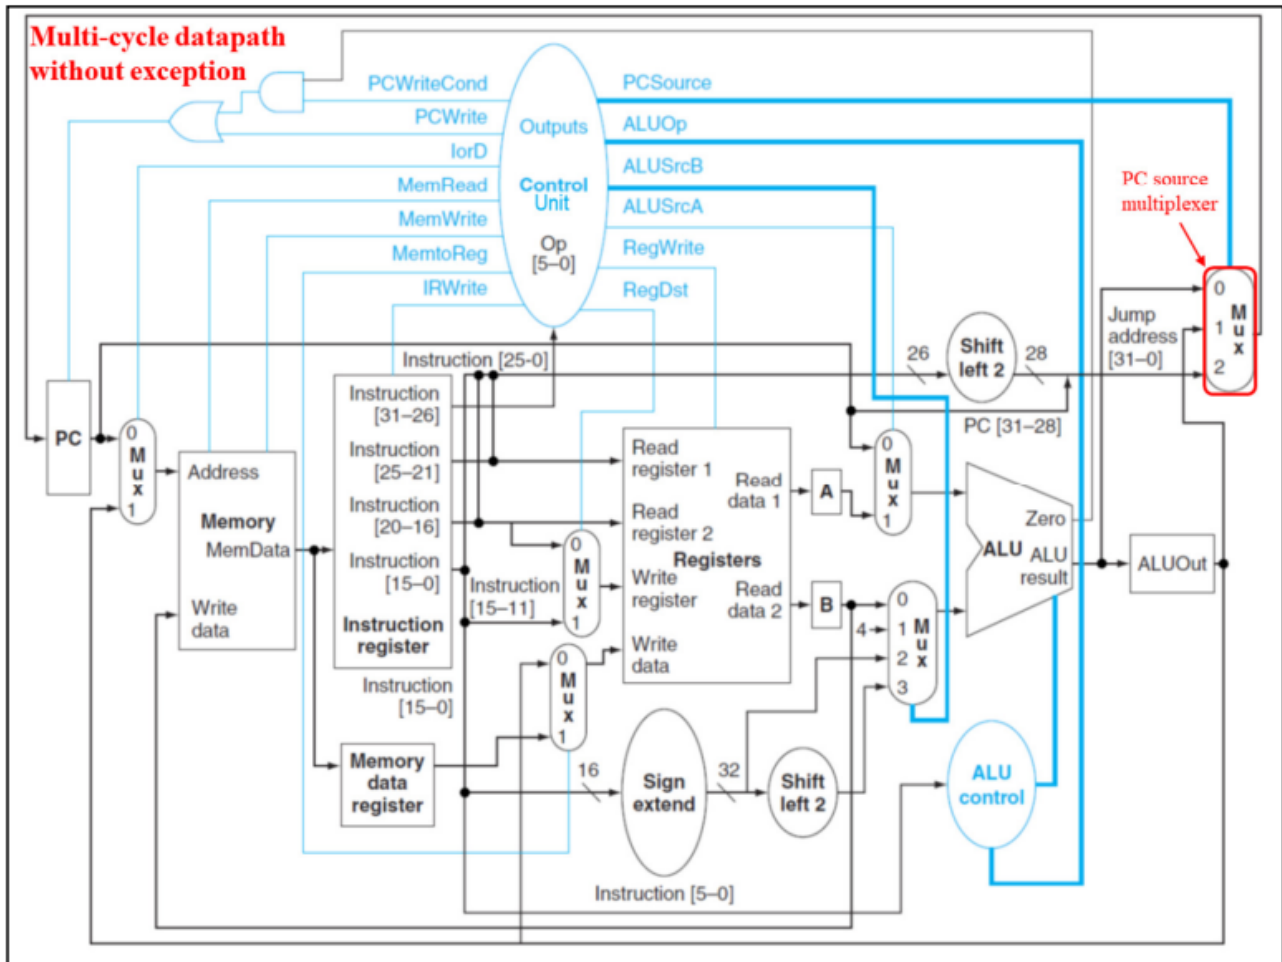 Multi-cycle datapath
without exception
PCWriteCond
PCWrite
IorD
MemRead
MemWrite
MemtoReg
IRWrite
Outputs
Control
Unit
Op
[5–0]
PCSource
ALUOp
ALUSrcB
ALUSrcA
RegWrite
RegDst
PC source
multiplexer
0
1
2
M
u
x
Jump
address
[31–0]
Instruction [25-0]
26
Shift
left 2
28
PC [31–28]
PC
0
M
u
x
1
Address
Memory
MemData
Write
data
Instruction
[31–26]
Instruction
[25–21]
Instruction
[20–16]
Instruction
[15–0]
Instruction
register
Instruction
[15–11]
0
M
u
x
1
Read
register 1
Read
register 2
Registers
Write
register
Write
data
Read
data 1
Read
data 2
A
B
0
M
u
x
1
0
4
1
2
3
M
u
x
Zero
ALU
ALU
result
ALUOut
Instruction
[15–0]
0
M
u
x
1
Memory
data
register
16
Sign
extend
32
Shift
left 2
ALU
control
Instruction [5–0]